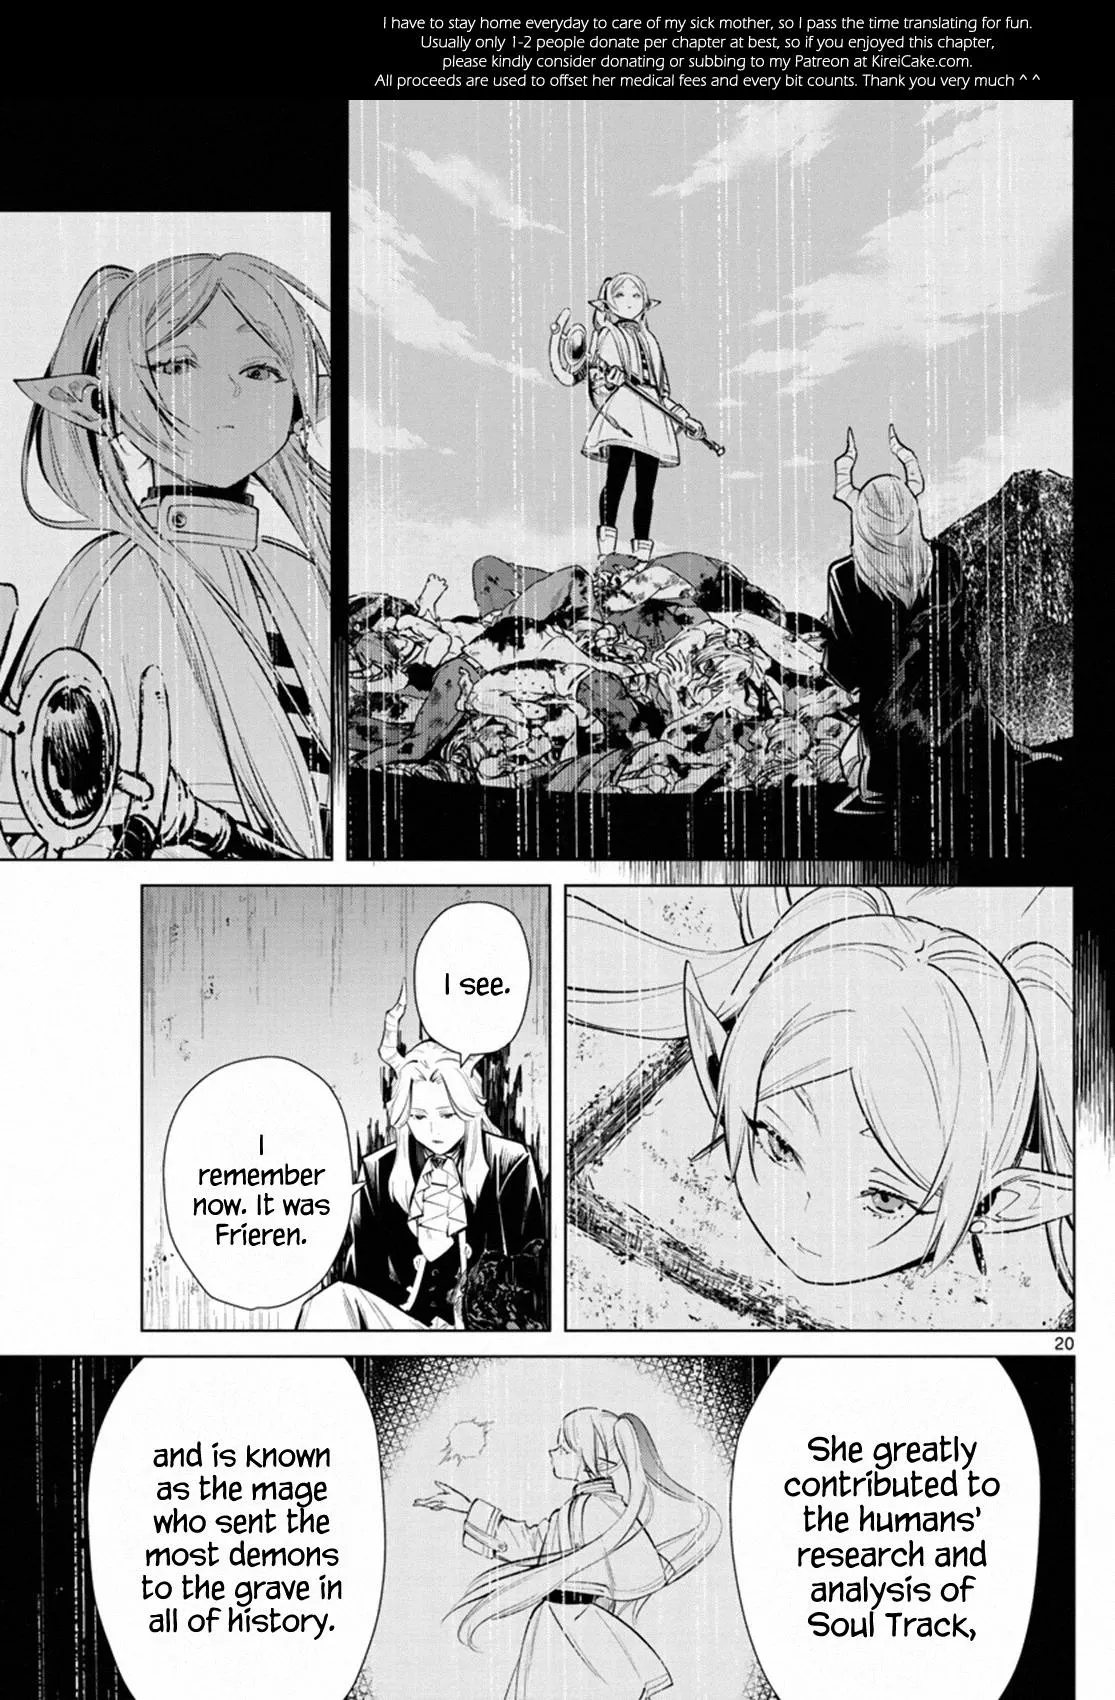 I have to stay home everyday to care of my sick mother, so I pass the time translating for fun.
Usually only 1-2 people donate per chapter at best, so if you enjoyed this chapter,
please kindly consider donating or subbing to my Patreon at KireiCake.com.
All proceeds are used to offset her medical fees and every bit counts. Thank you very much ^ ^
I see.
I
remember
now. It was
Frieren.
20
She greatly
contributed to
the humans'
research and
analysis of
Soul Track,
and is known
as the mage
who sent the
most demons
to the grave in
all of history.